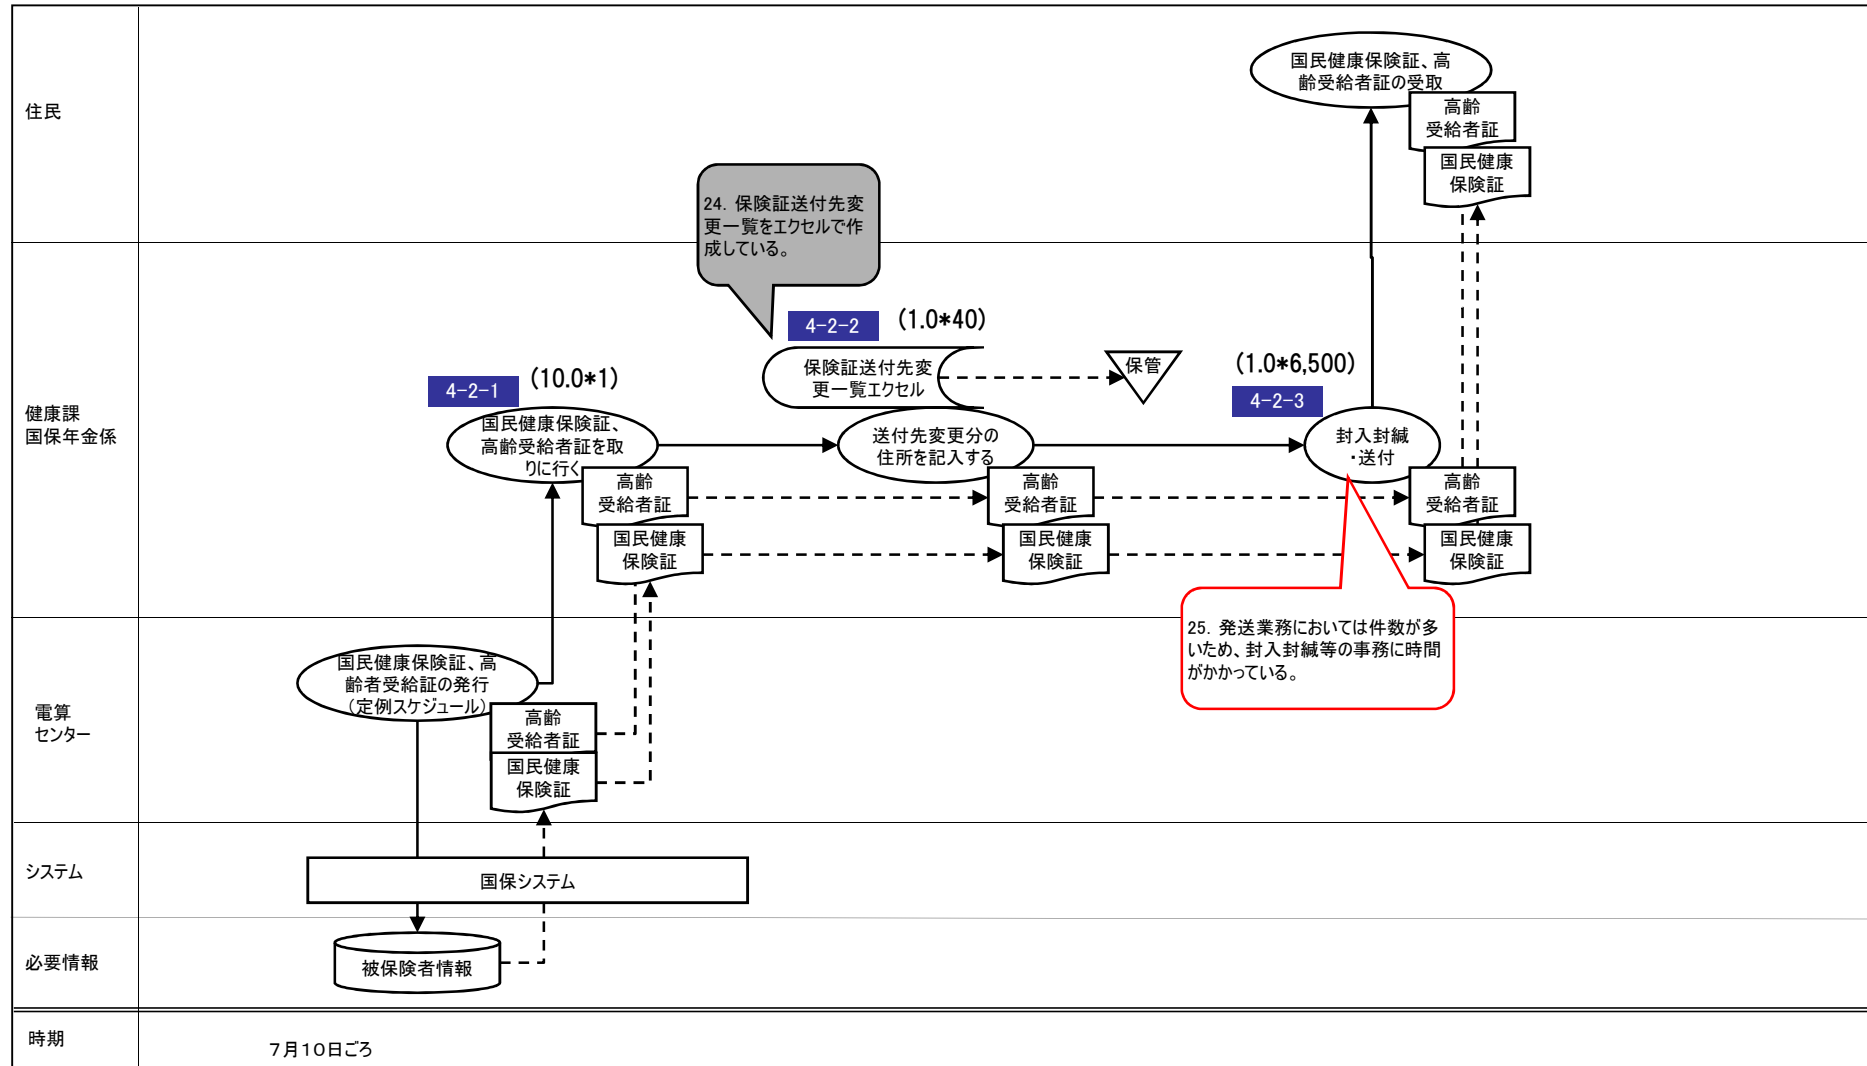 住民
国民健康保険証、高
齢受給者証の受取
高齢
受給者証
国民健康
保険証
24. 保険証送付先変
更一覧をエクセルで作
成している。
健康課
国保年金係
4-2-1
(10.0*1)
国民健康保険証、
高齢受給者証を取
りに行く
高齢
受給者証
国民健康
保険証
4-2-2
(1.0*40)
保険証送付先変
更一覧エクセル
保管
送付先変更分の
住所を記入する
高齢
受給者証
国民健康
保険証
(1.0*6,500)
4-2-3
封入封緘
・送付
高齢
受給者証
国民健康
保険証
25. 発送業務においては件数が多
いため、封入封緘等の事務に時間
がかかっている。
電算
センター
国民健康保険証、高
齢者受給証の発行
(定例スケジュール)
高齢
受給者証
国民健康
保険証
システム
国保システム
必要情報
被保険者情報
時期
7月10日ごろ